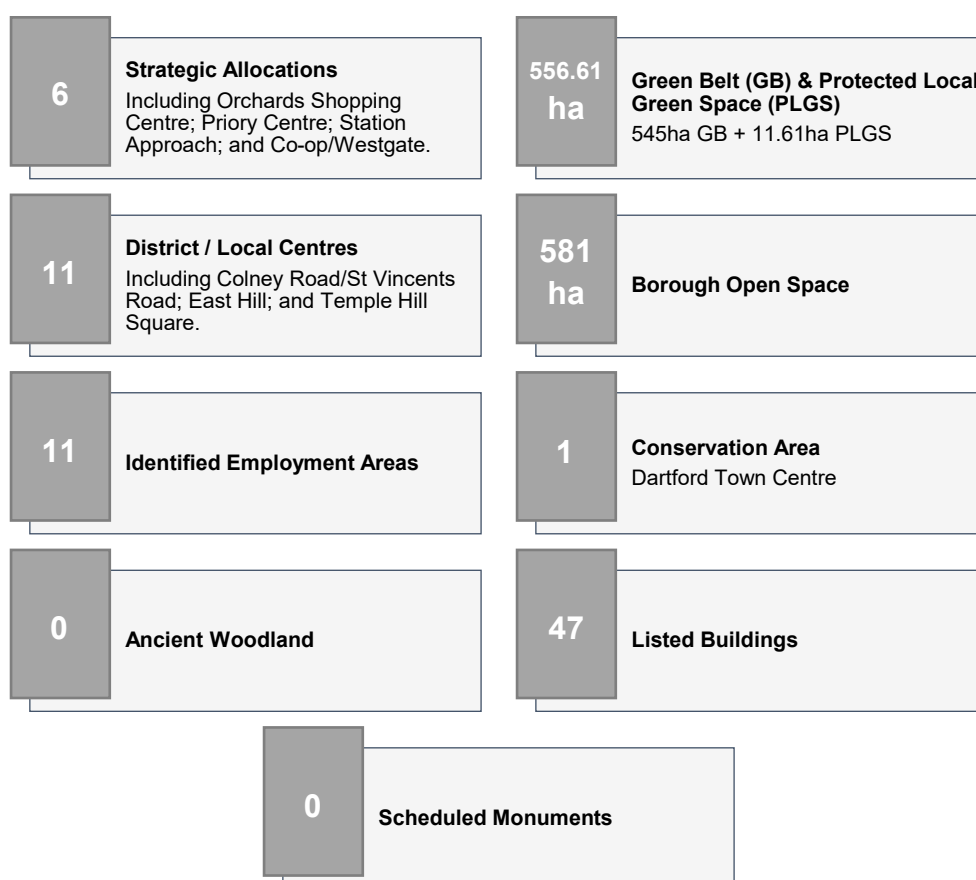 6
Strategic Allocations
Including Orchards Shopping
Centre; Priory Centre; Station
Approach; and Co-op/Westgate.
556.61
ha
Green Belt (GB) & Protected Local
Green Space (PLGS)
545ha GB + 11.61ha PLGS
11
District / Local Centres
Including Colney Road/St Vincents
Road; East Hill; and Temple Hill
Square.
581
ha
Borough Open Space
11
Identified Employment Areas
1
Conservation Area
Dartford Town Centre
0
Ancient Woodland
47
Listed Buildings
0
Scheduled Monuments